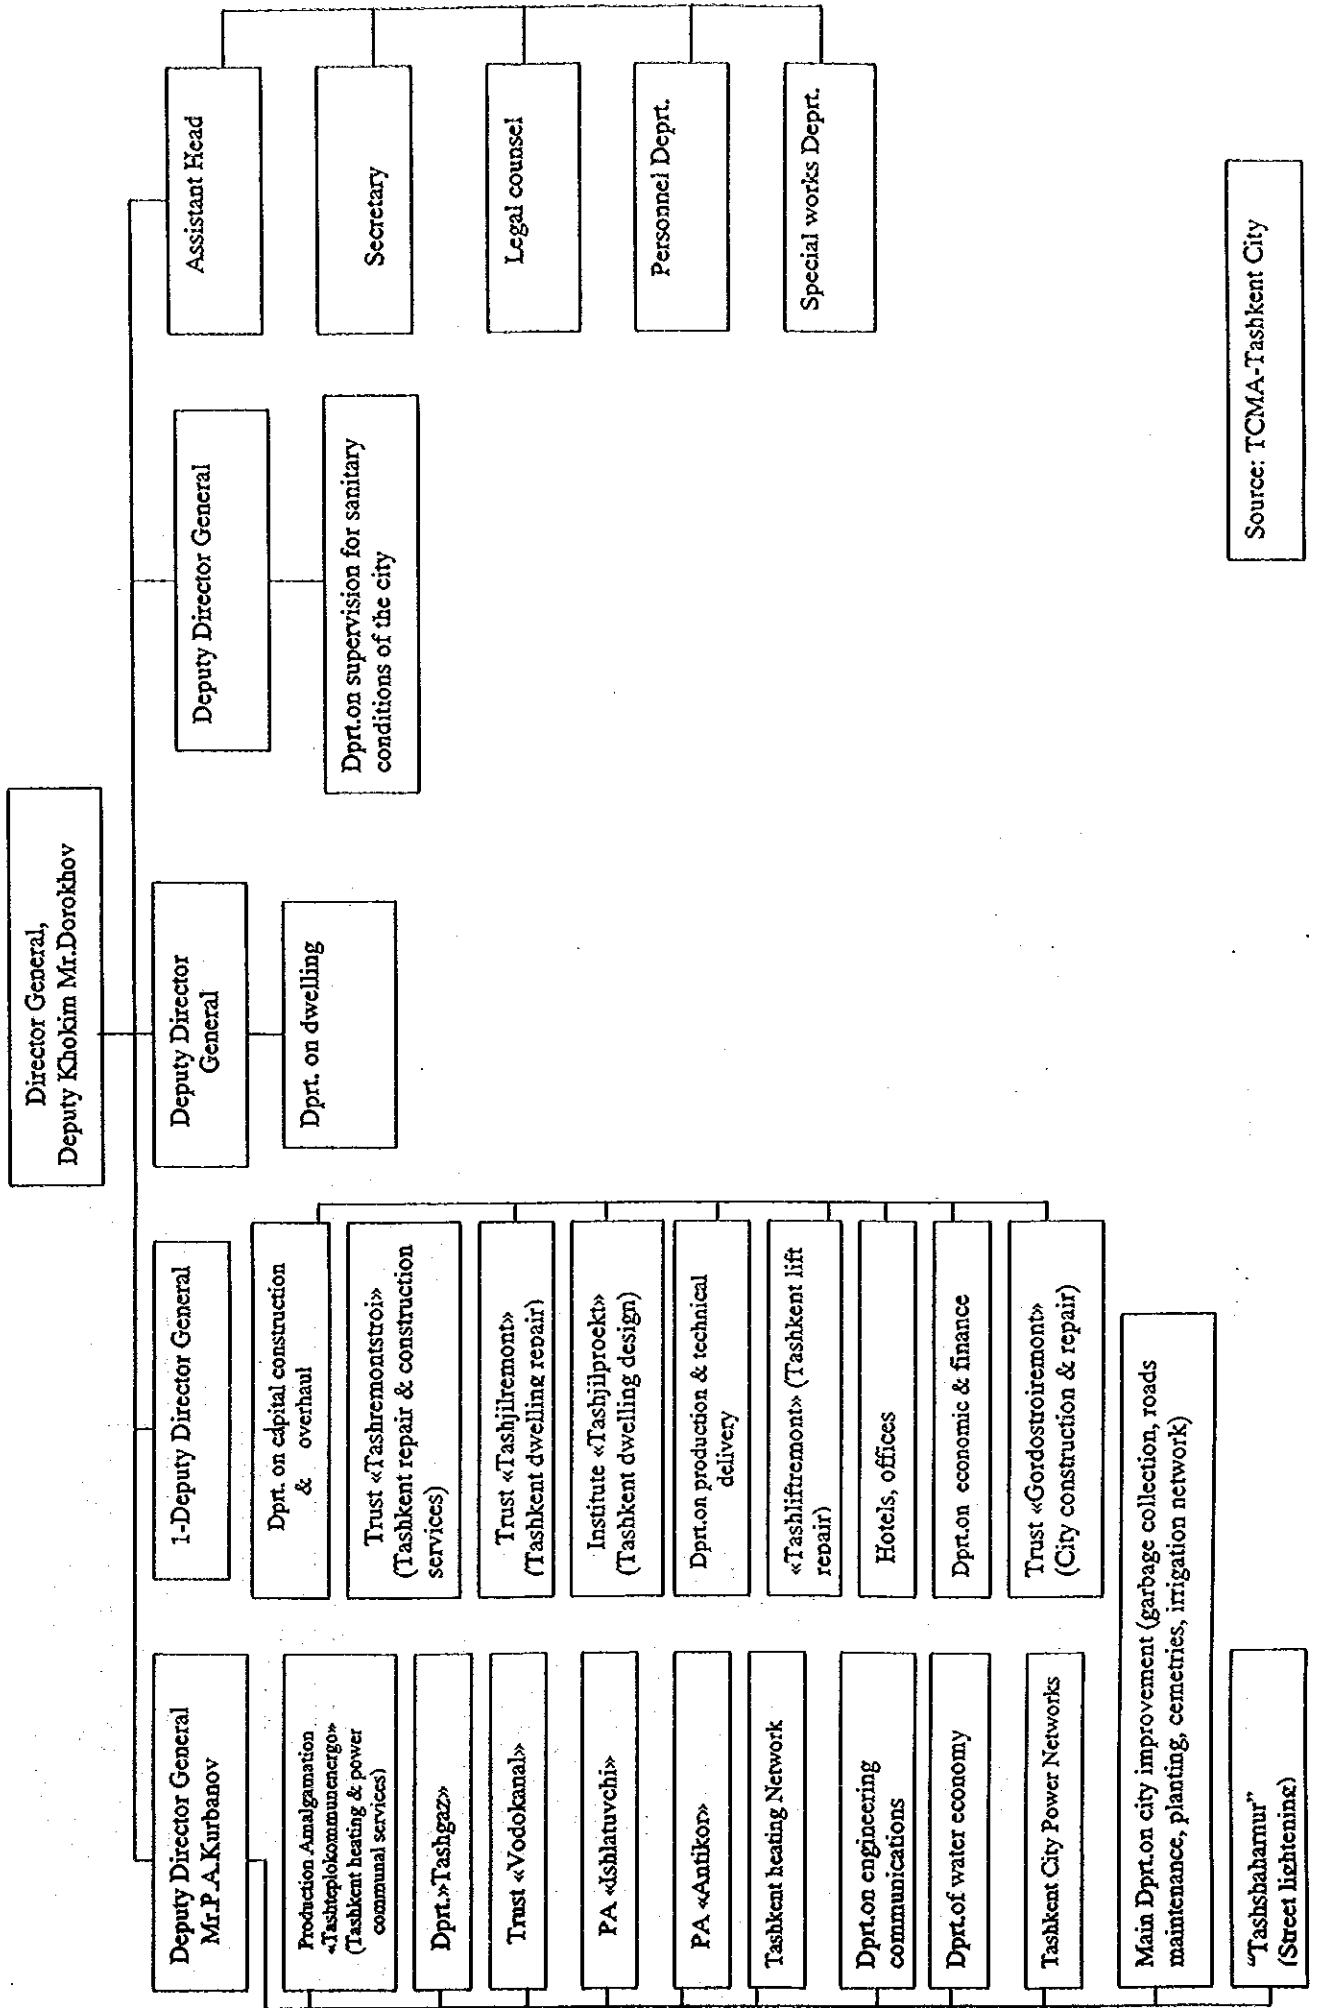 Director General,
Deputy Khokim Mr.Dorokhov
Deputy Director General
Mr.P.A.Kurbanov
Production Amalgamation
«Tashteplokommunenergo»
(Tashkent heating & power
communal services)
Dprt.»Tashgaz»
Trust «Vodokanal»
PA «Ishlatuvchi»
PA «Antikor»
Tashkent heating Network
Dprt.on engineering
communications
Dprt.of water economy
Tashkent City Power Networks
Main Dprt.on city improvement (garbage collection, roads
maintenance, planting, cemetries, irrigation network)
“Tashshaharnur”
(Street lightening)
1-Deputy Director General
Dprt. on capital construction
& overhaul
Trust «Tashremontstroi»
(Tashkent repair & construction
services)
Trust «Tashjilremont»
(Tashkent dwelling repair)
Institute «Tashjilproekt»
(Tashkent dwelling design)
Dprt.on production & technical
delivery
«Tashliftremont» (Tashkent lift
repair)
Hotels, offices
Dprt.on economic & finance
Trust «Gordostroiremont»
(City construction & repair)
Deputy Director
General
Dprt. on dwelling
Deputy Director General
Dprt.on supervision for sanitary
conditions of the city
Assistant Head
Secretary
Legal counsel
Personnel Deprt.
Special works Deprt.
Source: TCMA-Tashkent City